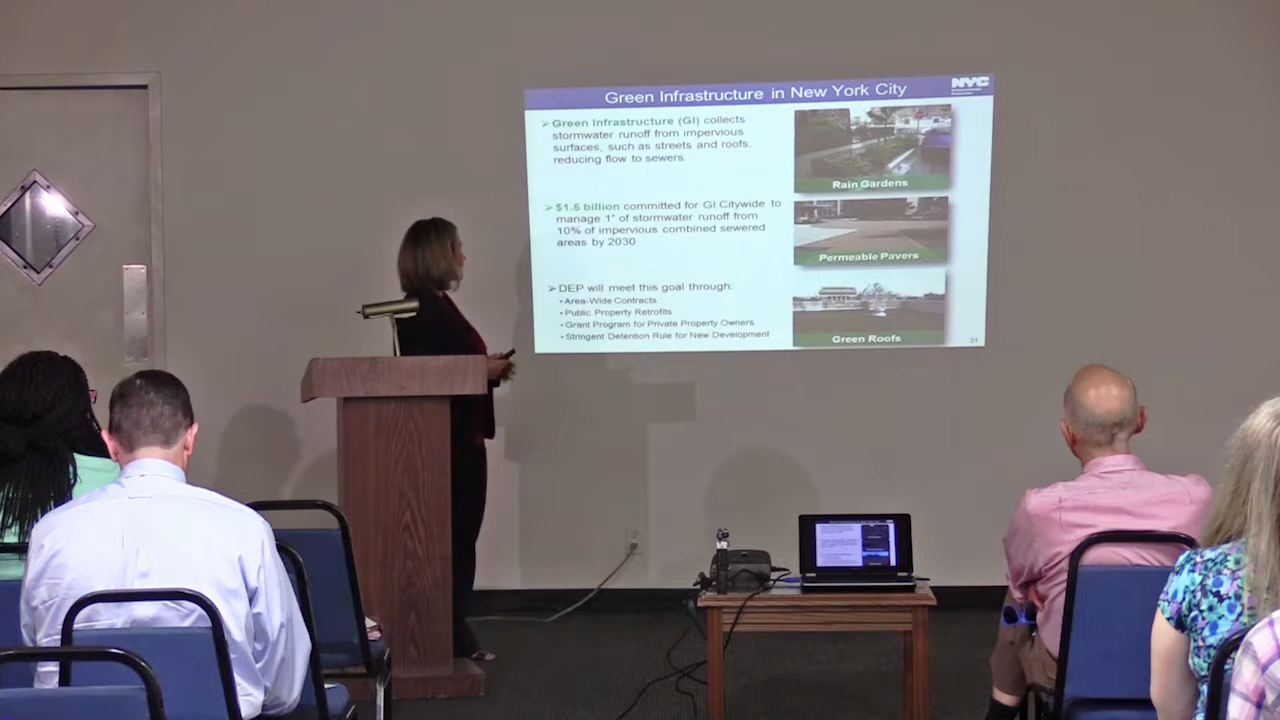 Green Infrastructure in New York City
NYC
➢ Green Infrastructure (GI) collects
stormwater runoff from impervious
surfaces, such as streets and roofs,
reducing flow to sewers.
Rain Gardens
➢ $1.5 billion committed for GI Citywide to
manage 1" of stormwater runoff from
10% of impervious combined sewered
areas by 2030
Permeable Pavers
➢ DEP will meet this goal through:
• Area-Wide Contracts
• Public Property Retrofits
• Grant Program for Private Property Owners
• Stringent Detention Rule for New Development
Green Roofs
31